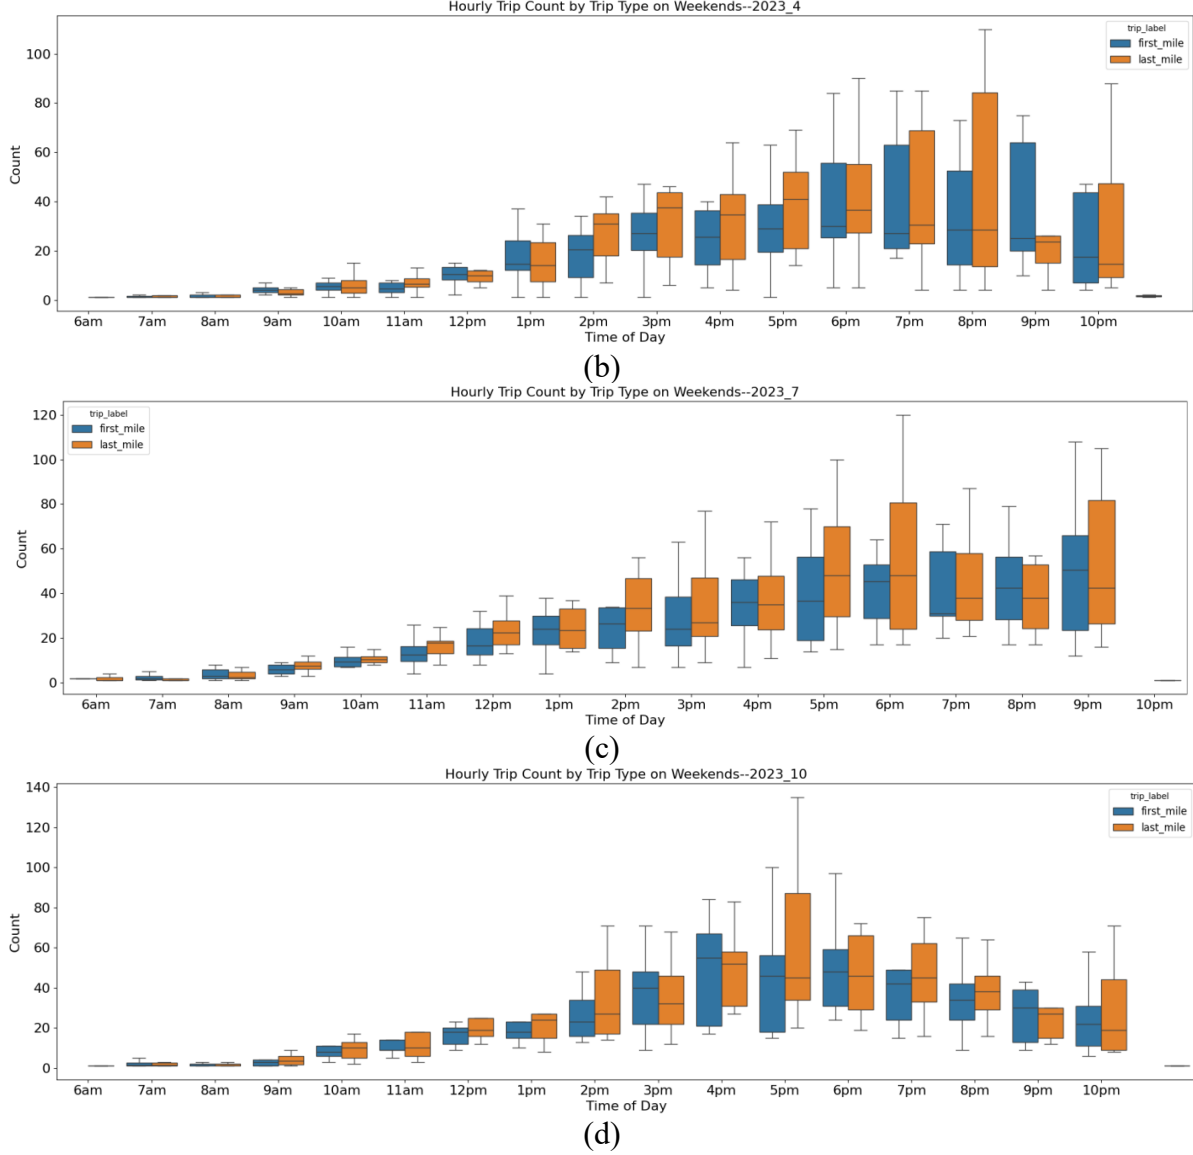 Hourly Trip Count by Trip Type on Weekends--2023_4
trip_label
first_mile
last_mile
100
80
60
40
20
0
Count
6am 7am 8am 9am 10am 11am 12pm 1pm 2pm 3pm 4pm 5pm 6pm 7pm 8pm 9pm 10pm
Time of Day
(b)
Hourly Trip Count by Trip Type on Weekends--2023_7
trip_label
first_mile
last_mile
120
100
80
60
40
20
0
Count
6am 7am 8am 9am 10am 11am 12pm 1pm 2pm 3pm 4pm 5pm 6pm 7pm 8pm 9pm 10pm
Time of Day
(c)
Hourly Trip Count by Trip Type on Weekends--2023_10
trip_label
first_mile
last_mile
140
120
100
80
60
40
20
0
Count
6am 7am 8am 9am 10am 11am 12pm 1pm 2pm 3pm 4pm 5pm 6pm 7pm 8pm 9pm 10pm
Time of Day
(d)